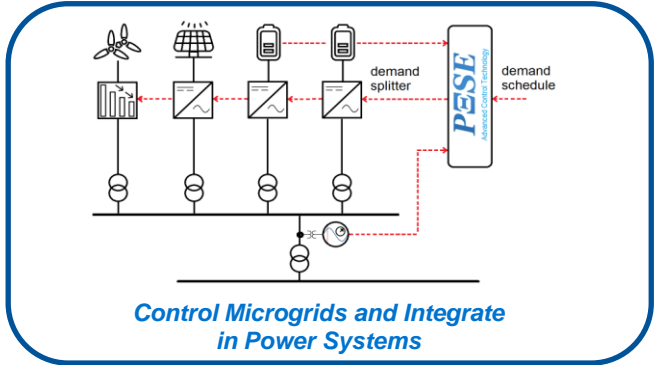 demand
splitter
PESE
Advanced Control Technology
demand
schedule
Control Microgrids and Integrate
in Power Systems